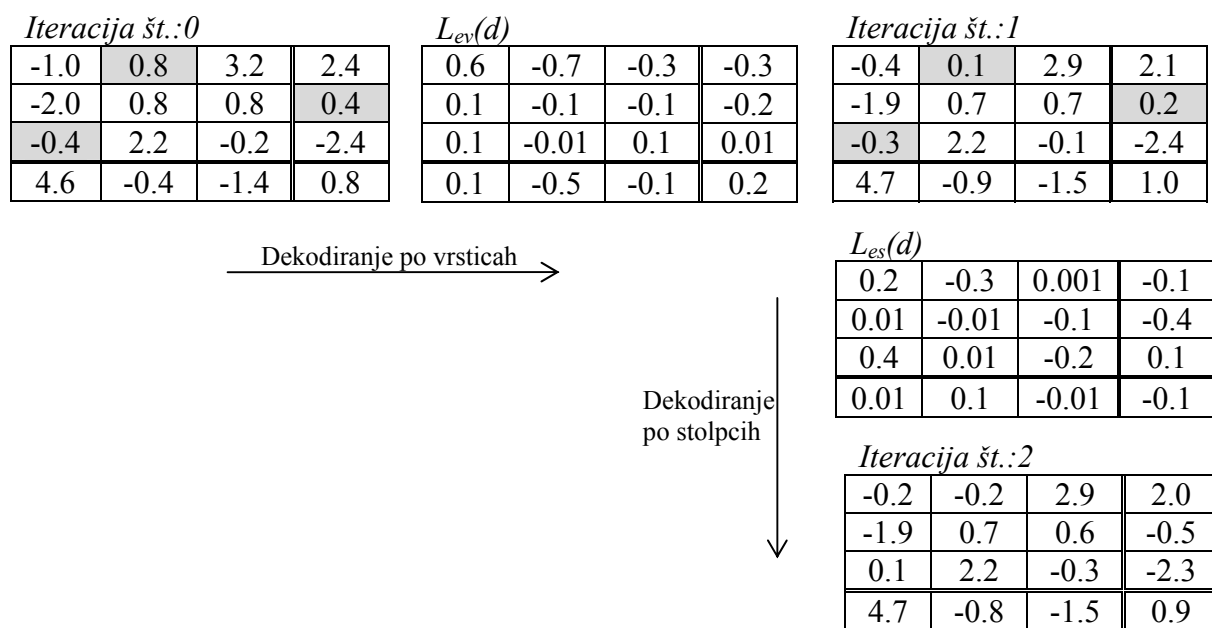 Iteracija št.:0
-1.0 0.8 3.2 2.4
-2.0 0.8 0.8 0.4
-0.4 2.2 -0.2 -2.4
4.6 -0.4 -1.4 0.8
Lev(d)
0.6 -0.7 -0.3 -0.3
0.1 -0.1 -0.1 -0.2
0.1 -0.01 0.1 0.01
0.1 -0.5 -0.1 0.2
Iteracija št.:1
-0.4 0.1 2.9 2.1
-1.9 0.7 0.7 0.2
-0.3 2.2 -0.1 -2.4
4.7 -0.9 -1.5 1.0
Dekodiranje po vrsticah
Les(d)
0.2 -0.3 0.001 -0.1
0.01 -0.01 -0.1 -0.4
0.4 0.01 -0.2 0.1
0.01 0.1 -0.01 -0.1
Dekodiranje
po stolpcih
Iteracija št.:2
-0.2 -0.2 2.9 2.0
-1.9 0.7 0.6 -0.5
0.1 2.2 -0.3 -2.3
4.7 -0.8 -1.5 0.9